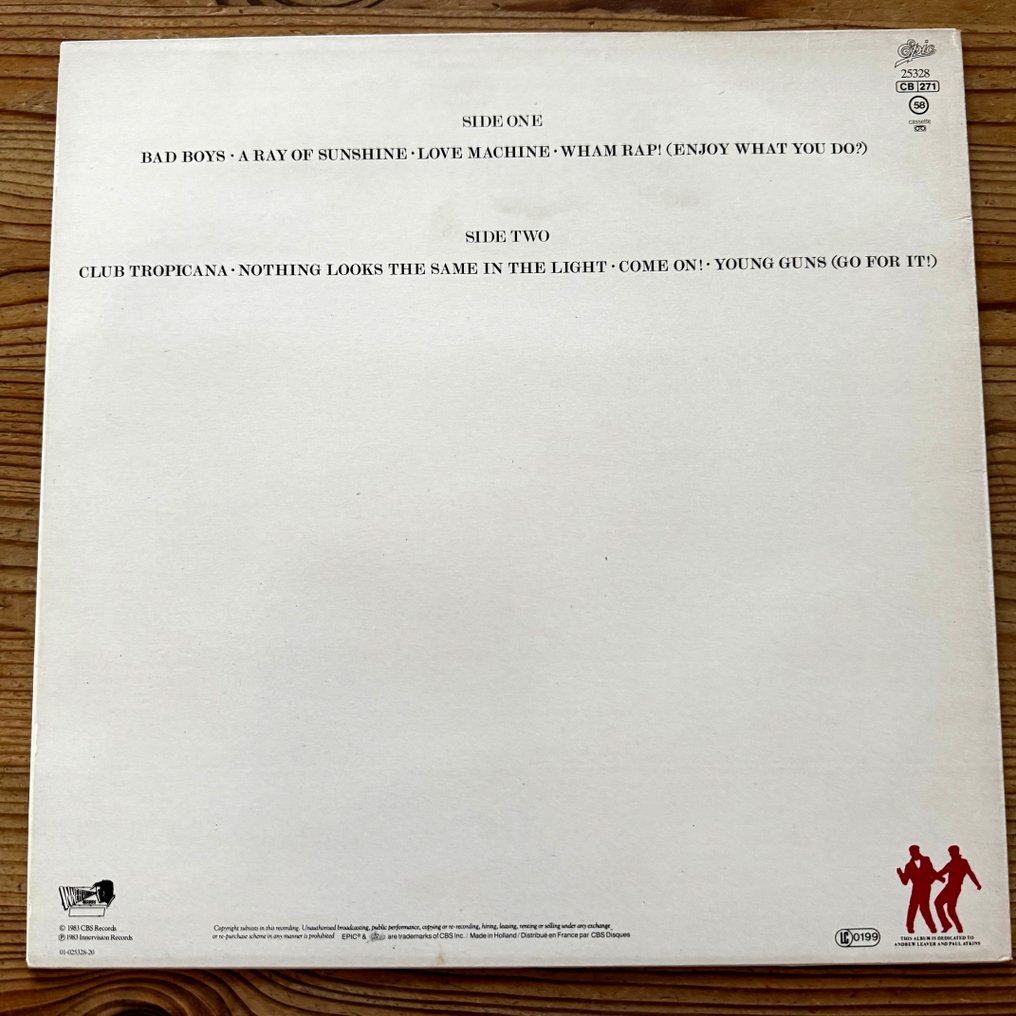 Epic
25328
CB 271
58
cassette
SIDE ONE
BAD BOYS · A RAY OF SUNSHINE · LOVE MACHINE · WHAM RAP! (ENJOY WHAT YOU DO?)
SIDE TWO
CLUB TROPICANA · NOTHING LOOKS THE SAME IN THE LIGHT · COME ON! · YOUNG GUNS (GO FOR IT!)
INNERVISION
RECORDS
© 1983 CBS Records
℗ 1983 Innervision Records
01-025328-20
Copyright subsists in this recording. Unauthorised broadcasting, public performance, copying or re-recording, hiring, leasing, renting or selling under any exchange
or re-purchase scheme in any manner is prohibited EPIC® & Epic are trademarks of CBS Inc. / Made in Holland / Distribué en France par CBS Disques
LC 0199
THIS ALBUM IS DEDICATED TO
ANDREW LEAVER AND PAUL ATKINS